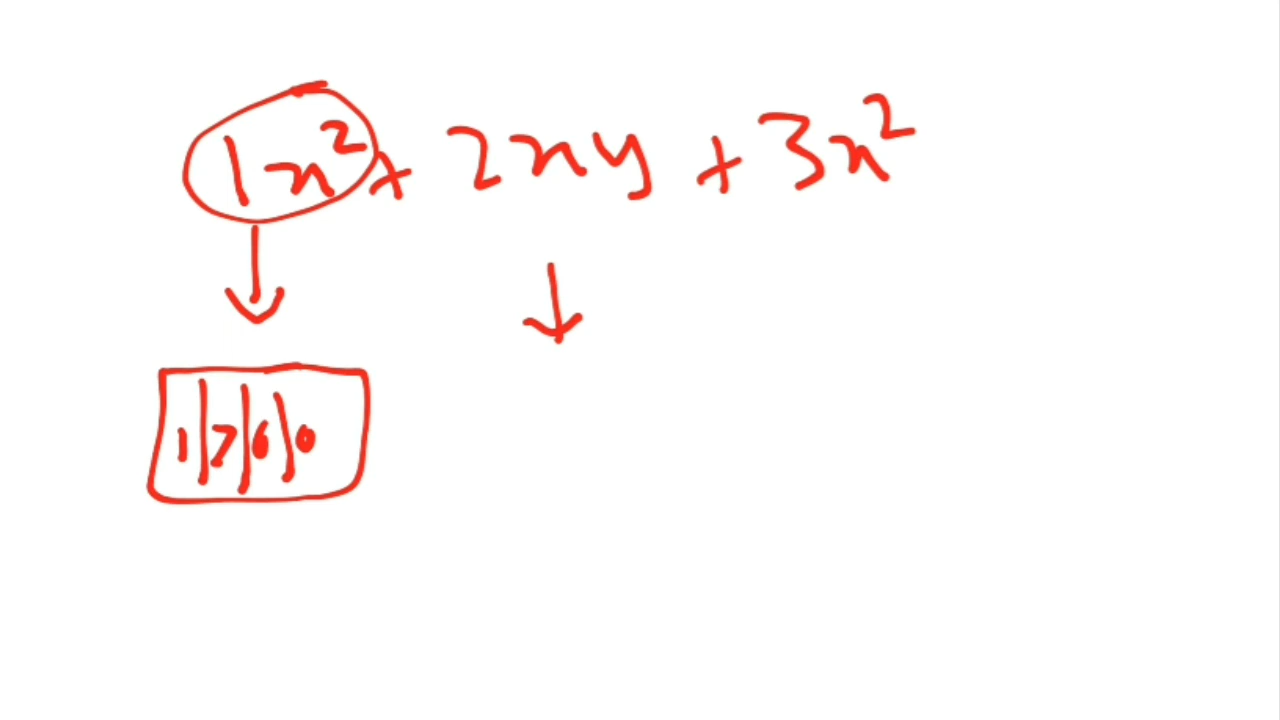 1x² + 2xy + 3x²
1|7|6|0